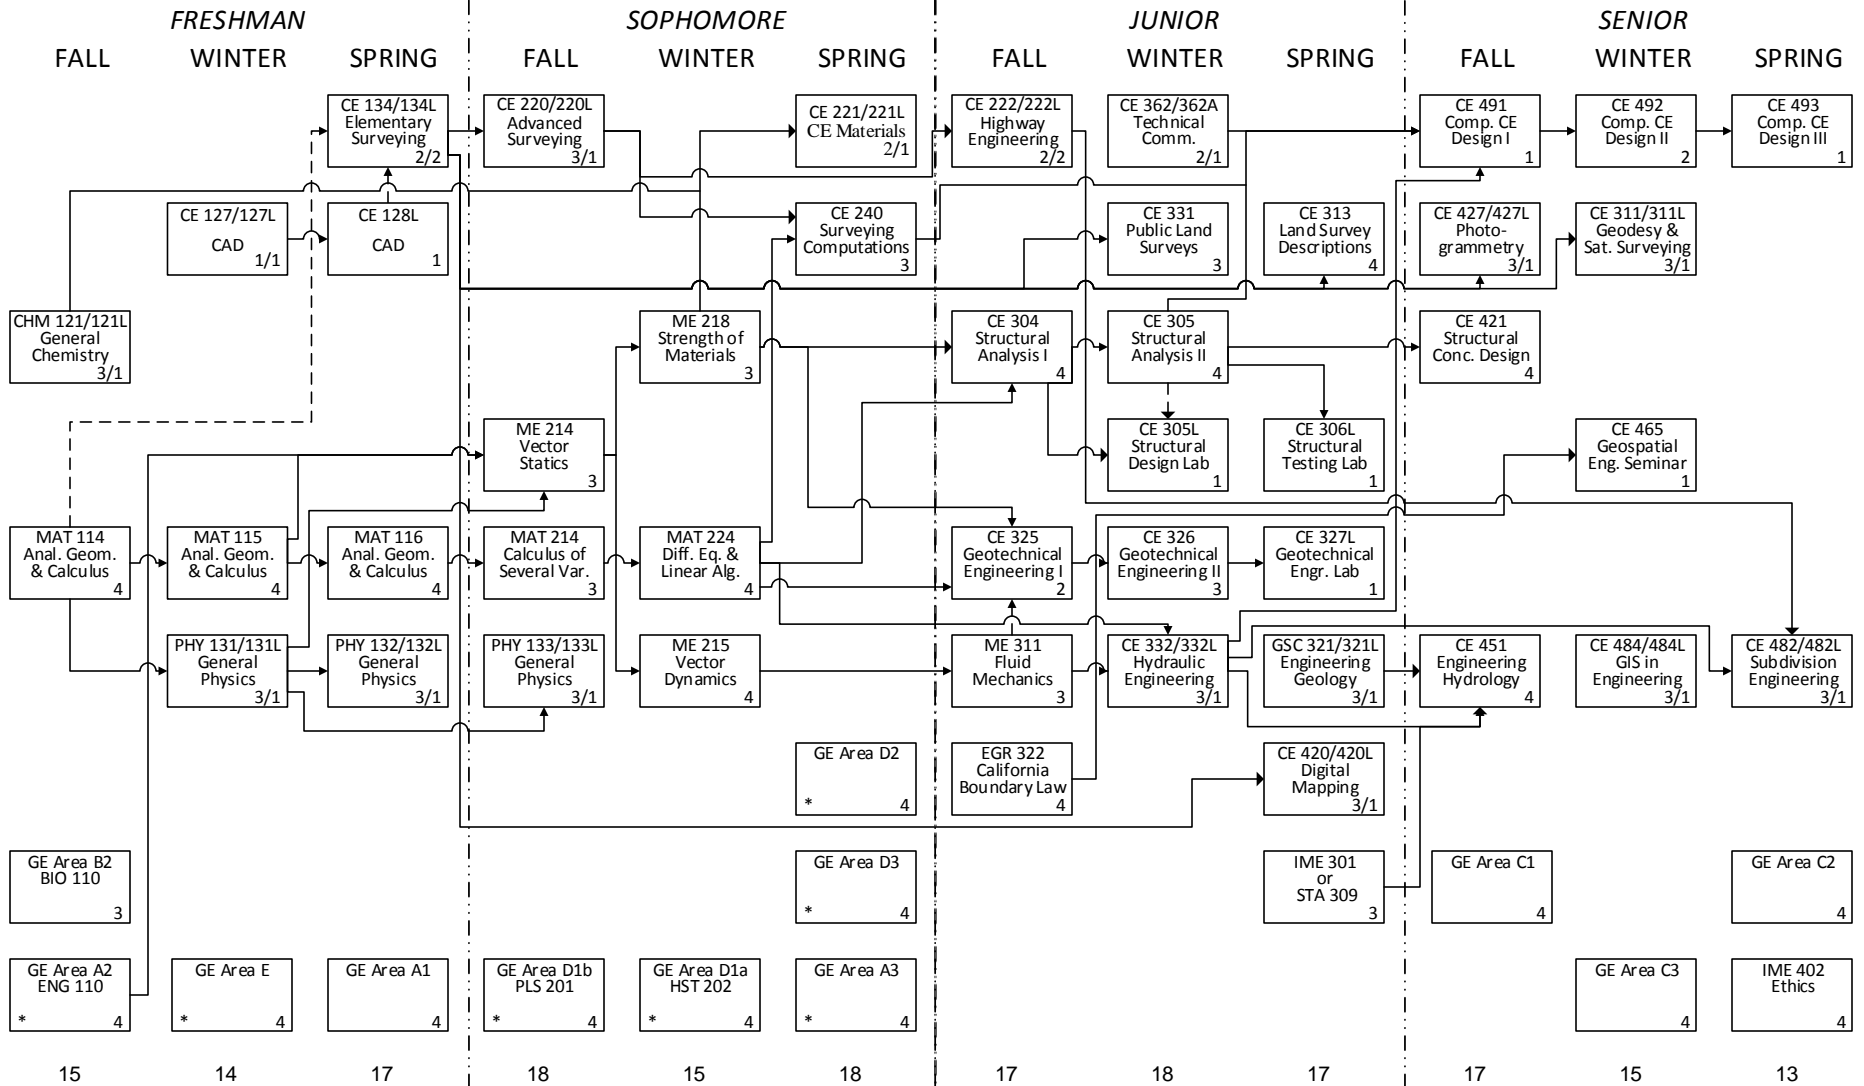 FRESHMAN
SOPHOMORE
JUNIOR
SENIOR
FALL
WINTER
SPRING
FALL
WINTER
SPRING
FALL
WINTER
SPRING
FALL
WINTER
SPRING
CE 134/134L
Elementary
Surveying
2/2
CE 220/220L
Advanced
Surveying
3/1
CE 221/221L
CE Materials
2/1
CE 222/222L
Highway
Engineering
2/2
CE 362/362A
Technical
Comm.
2/1
CE 491
Comp. CE
Design I
1
CE 492
Comp. CE
Design II
2
CE 493
Comp. CE
Design III
1
CE 127/127L
CAD
1/1
CE 128L
CAD
1
CE 240
Surveying
Computations
3
CE 331
Public Land
Surveys
3
CE 313
Land Survey
Descriptions
4
CE 427/427L
Photo-
grammetry
3/1
CE 311/311L
Geodesy &
Sat. Surveying
3/1
CHM 121/121L
General
Chemistry
3/1
ME 218
Strength of
Materials
3
CE 304
Structural
Analysis I
4
CE 305
Structural
Analysis II
4
CE 421
Structural
Conc. Design
4
ME 214
Vector
Statics
3
CE 305L
Structural
Design Lab
1
CE 306L
Structural
Testing Lab
1
CE 465
Geospatial
Eng. Seminar
1
MAT 114
Anal. Geom.
& Calculus
4
MAT 115
Anal. Geom.
& Calculus
4
MAT 116
Anal. Geom.
& Calculus
4
MAT 214
Calculus of
Several Var.
3
MAT 224
Diff. Eq. &
Linear Alg.
4
CE 325
Geotechnical
Engineering I
2
CE 326
Geotechnical
Engineering II
3
CE 327L
Geotechnical
Engr. Lab
1
PHY 131/131L
General
Physics
3/1
PHY 132/132L
General
Physics
3/1
PHY 133/133L
General
Physics
3/1
ME 215
Vector
Dynamics
4
ME 311
Fluid
Mechanics
3
CE 332/332L
Hydraulic
Engineering
3/1
GSC 321/321L
Engineering
Geology
3/1
CE 451
Engineering
Hydrology
4
CE 484/484L
GIS in
Engineering
3/1
CE 482/482L
Subdivision
Engineering
3/1
GE Area D2
* 4
EGR 322
California
Boundary Law
4
CE 420/420L
Digital
Mapping
3/1
GE Area B2
BIO 110
3
GE Area D3
* 4
IME 301
or
STA 309
3
GE Area C1
4
GE Area C2
4
GE Area A2
ENG 110
* 4
GE Area E
* 4
GE Area A1
4
GE Area D1b
PLS 201
* 4
GE Area D1a
HST 202
* 4
GE Area A3
* 4
GE Area C3
4
IME 402
Ethics
4
15
14
17
18
15
18
17
18
17
17
15
13